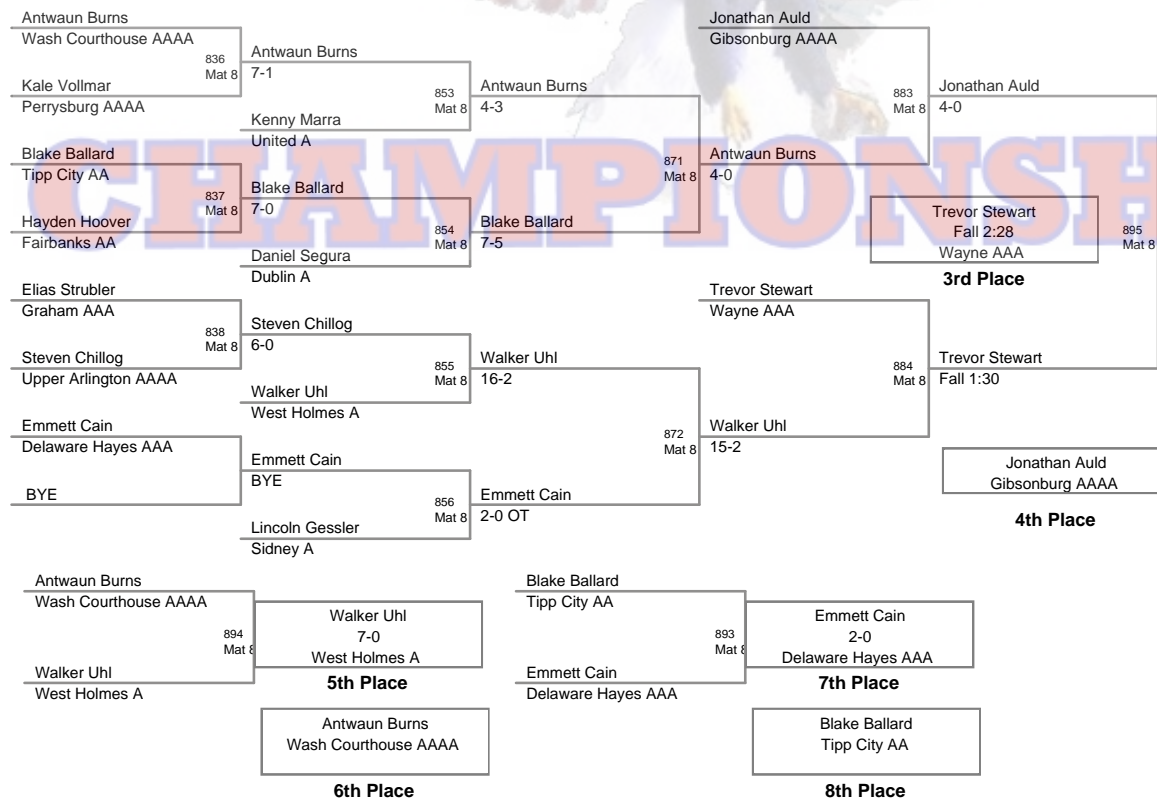 CHAMPIONSH
Antwaun Burns
Wash Courthouse AAAA
836
Mat 8
Kale Vollmar
Perrysburg AAAA
Blake Ballard
Tipp City AA
837
Mat 8
Hayden Hoover
Fairbanks AA
Elias Strubler
Graham AAA
838
Mat 8
Steven Chillog
Upper Arlington AAAA
Emmett Cain
Delaware Hayes AAA
BYE
Antwaun Burns
7-1
853
Mat 8
Kenny Marra
United A
Blake Ballard
7-0
854
Mat 8
Daniel Segura
Dublin A
Steven Chillog
6-0
855
Mat 8
Walker Uhl
West Holmes A
Emmett Cain
BYE
856
Mat 8
Lincoln Gessler
Sidney A
Antwaun Burns
4-3
871
Mat 8
Blake Ballard
7-5
Walker Uhl
16-2
872
Mat 8
Emmett Cain
2-0 OT
Jonathan Auld
Gibsonburg AAAA
883
Mat 8
Antwaun Burns
4-0
Trevor Stewart
Wayne AAA
884
Mat 8
Walker Uhl
15-2
Jonathan Auld
4-0
895
Mat 8
Trevor Stewart
Fall 1:30
Trevor Stewart
Fall 2:28
Wayne AAA
3rd Place
Jonathan Auld
Gibsonburg AAAA
4th Place
Antwaun Burns
Wash Courthouse AAAA
894
Mat 8
Walker Uhl
West Holmes A
Walker Uhl
7-0
West Holmes A
5th Place
Antwaun Burns
Wash Courthouse AAAA
6th Place
Blake Ballard
Tipp City AA
893
Mat 8
Emmett Cain
Delaware Hayes AAA
Emmett Cain
2-0
Delaware Hayes AAA
7th Place
Blake Ballard
Tipp City AA
8th Place